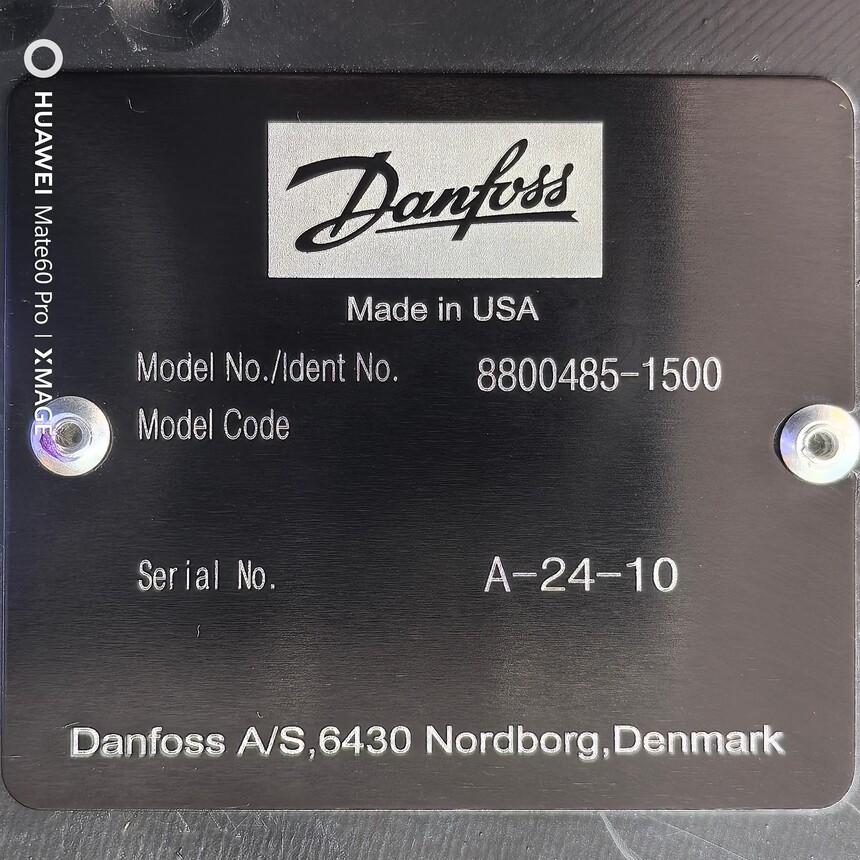 Danfoss
Made in USA
Model No./Ident No. 8800485-1500
Model Code
Serial No. A-24-10
Danfoss A/S,6430 Nordborg,Denmark
HUAWEI Mate60 Pro | XMAGE